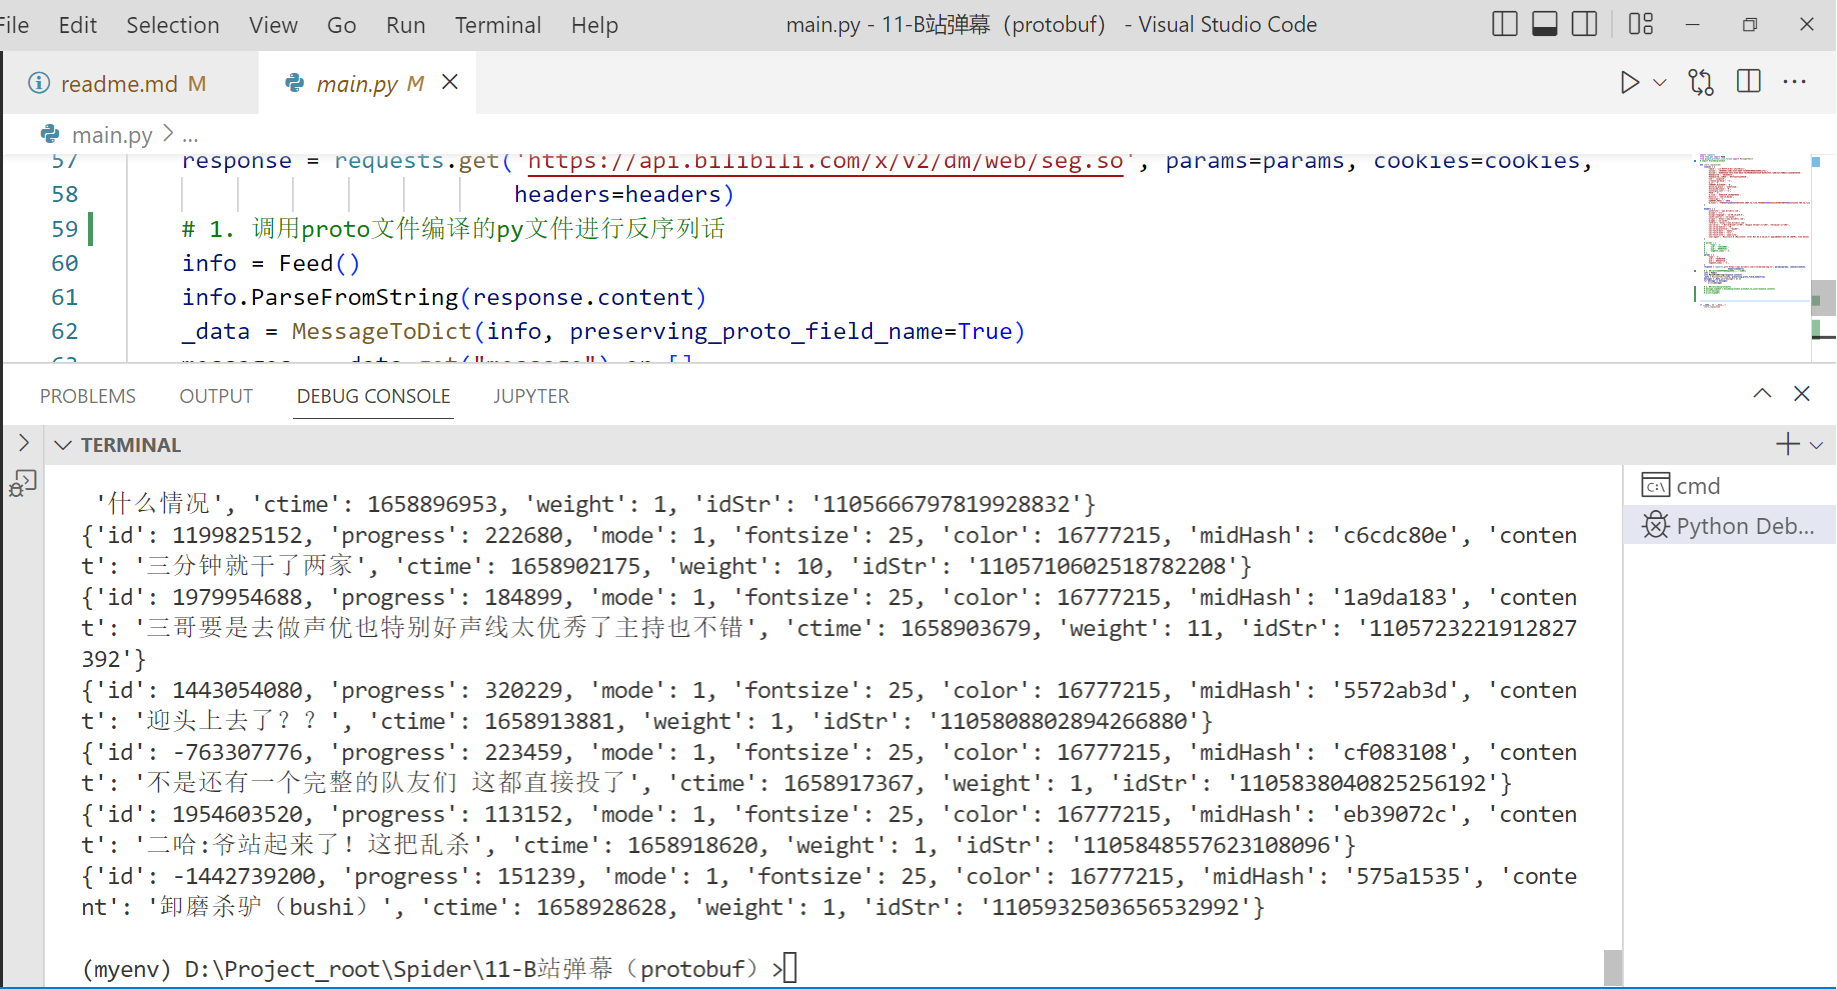 File Edit Selection View Go Run Terminal Help main.py - 11-B站弹幕（protobuf） - Visual Studio Code
readme.md M main.py M
main.py > ...
57 response = requests.get('https://api.bilibili.com/x/v2/dm/web/seg.so', params=params, cookies=cookies,
58 headers=headers)
59 # 1. 调用proto文件编译的py文件进行反序列话
60 info = Feed()
61 info.ParseFromString(response.content)
62 _data = MessageToDict(info, preserving_proto_field_name=True)
PROBLEMS OUTPUT DEBUG CONSOLE JUPYTER
TERMINAL
'什么情况', 'ctime': 1658896953, 'weight': 1, 'idStr': '1105666797819928832'}
{'id': 1199825152, 'progress': 222680, 'mode': 1, 'fontsize': 25, 'color': 16777215, 'midHash': 'c6cdc80e', 'conten
t': '三分钟就干了两家', 'ctime': 1658902175, 'weight': 10, 'idStr': '1105710602518782208'}
{'id': 1979954688, 'progress': 184899, 'mode': 1, 'fontsize': 25, 'color': 16777215, 'midHash': '1a9da183', 'conten
t': '三哥要是去做声优也特别好声线太优秀了主持也不错', 'ctime': 1658903679, 'weight': 11, 'idStr': '1105723221912827
392'}
{'id': 1443054080, 'progress': 320229, 'mode': 1, 'fontsize': 25, 'color': 16777215, 'midHash': '5572ab3d', 'conten
t': '迎头上去了？？', 'ctime': 1658913881, 'weight': 1, 'idStr': '1105808802894266880'}
{'id': -763307776, 'progress': 223459, 'mode': 1, 'fontsize': 25, 'color': 16777215, 'midHash': 'cf083108', 'conten
t': '不是还有一个完整的队友们 这都直接投了', 'ctime': 1658917367, 'weight': 1, 'idStr': '1105838040825256192'}
{'id': 1954603520, 'progress': 113152, 'mode': 1, 'fontsize': 25, 'color': 16777215, 'midHash': 'eb39072c', 'conten
t': '二哈:爷站起来了！这把乱杀', 'ctime': 1658918620, 'weight': 1, 'idStr': '1105848557623108096'}
{'id': -1442739200, 'progress': 151239, 'mode': 1, 'fontsize': 25, 'color': 16777215, 'midHash': '575a1535', 'conte
nt': '卸磨杀驴（bushi）', 'ctime': 1658928628, 'weight': 1, 'idStr': '1105932503656532992'}
(myenv) D:\Project_root\Spider\11-B站弹幕（protobuf）>
cmd
Python Deb...